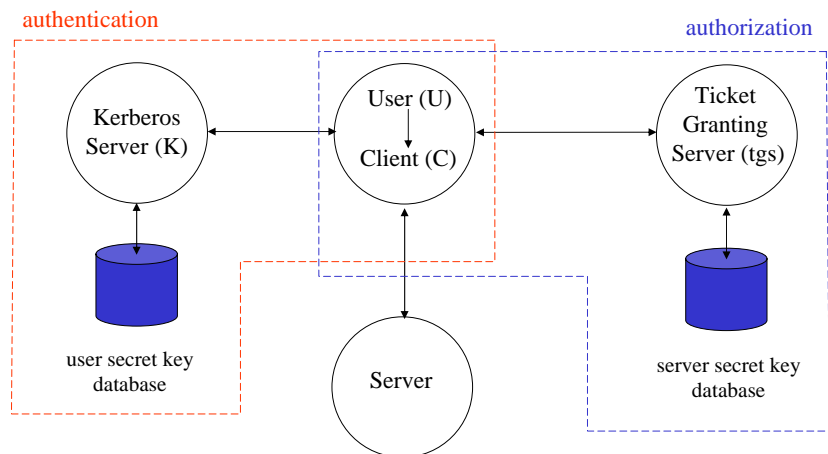 authentication
authorization
Kerberos
Server (K)
User (U)
Client (C)
Ticket
Granting
Server (tgs)
user secret key
database
Server
server secret key
database